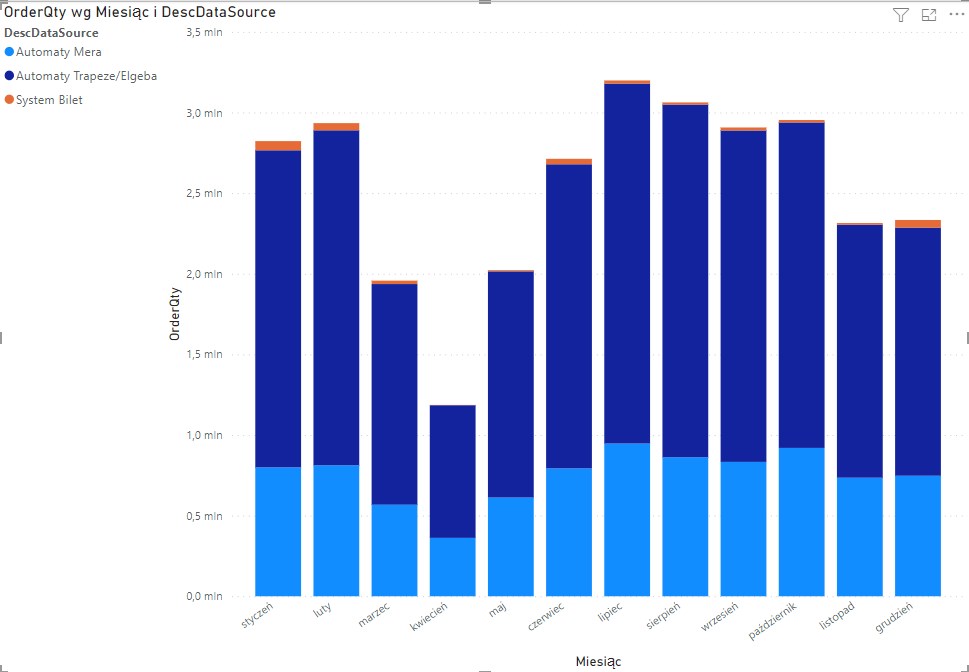 OrderQty wg Miesiąc i DescDataSource
DescDataSource
Automaty Mera
Automaty Trapeze/Elgeba
System Bilet
3,5 mln
3,0 mln
2,5 mln
2,0 mln
1,5 mln
1,0 mln
0,5 mln
0,0 mln
OrderQty
styczeń
luty
marzec
kwiecień
maj
czerwiec
lipiec
sierpień
wrzesień
październik
listopad
grudzień
Miesiąc